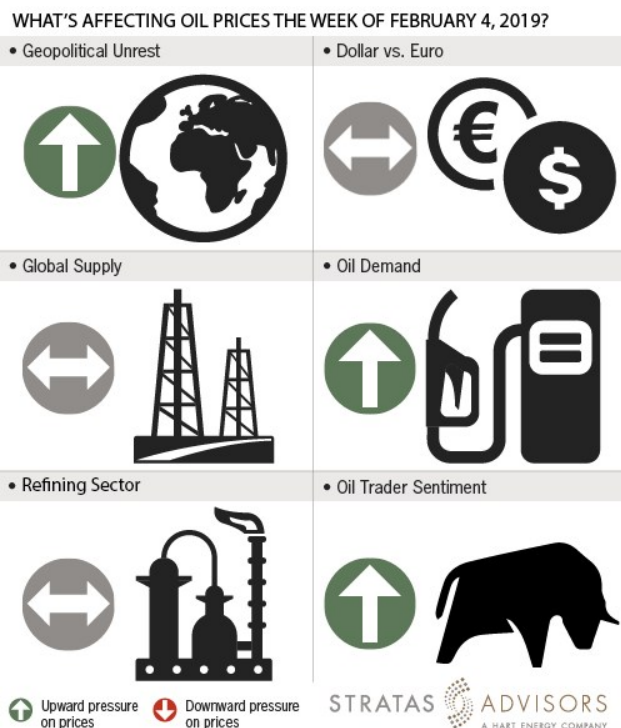 WHAT'S AFFECTING OIL PRICES THE WEEK OF FEBRUARY 4, 2019?
• Geopolitical Unrest
• Dollar vs. Euro
€
$
• Global Supply
• Oil Demand
• Refining Sector
• Oil Trader Sentiment
Upward pressure
on prices
Downward pressure
on prices
STRATAS ADVISORS
A HART ENERGY COMPANY